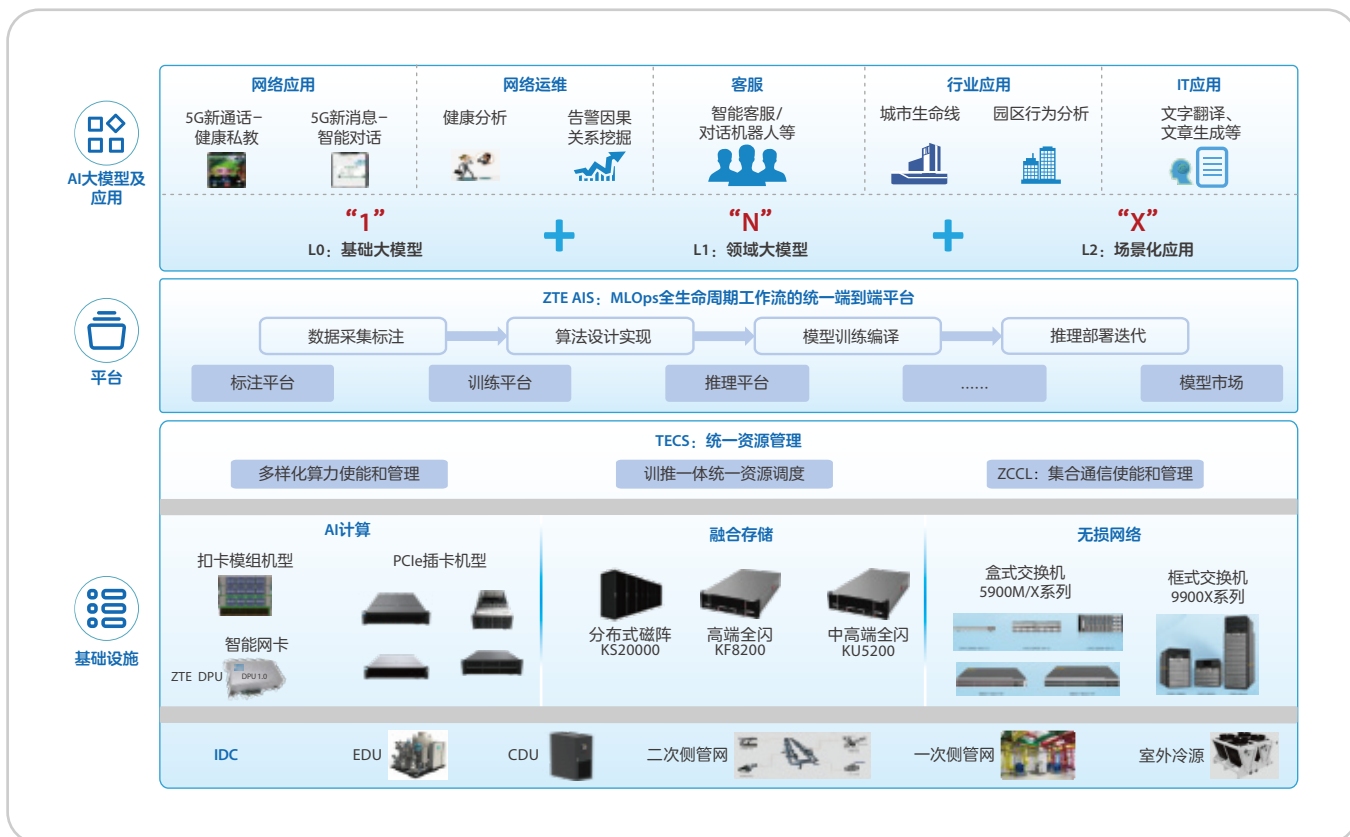 网络应用
网络运维
客服
行业应用
IT应用
5G新通话–
健康私教
5G新消息–
智能对话
健康分析
告警因果
关系挖掘
智能客服/
对话机器人等
城市生命线
园区行为分析
文字翻译、
文章生成等
AI大模型及
应用
“1”
“N”
“X”
L0：基础大模型
L1：领域大模型
L2：场景化应用
ZTE AIS：MLOps全生命周期工作流的统一端到端平台
数据采集标注
算法设计实现
模型训练编译
推理部署迭代
平台
标注平台
训练平台
推理平台
……
模型市场
TECS：统一资源管理
多样化算力使能和管理
训推一体统一资源调度
ZCCL：集合通信使能和管理
AI计算
融合存储
无损网络
扣卡模组机型
PCIe插卡机型
智能网卡
ZTE DPU
DPU 1.0
分布式磁阵
KS20000
高端全闪
KF8200
中高端全闪
KU5200
盒式交换机
5900M/X系列
框式交换机
9900X系列
基础设施
IDC
EDU
CDU
二次侧管网
一次侧管网
室外冷源